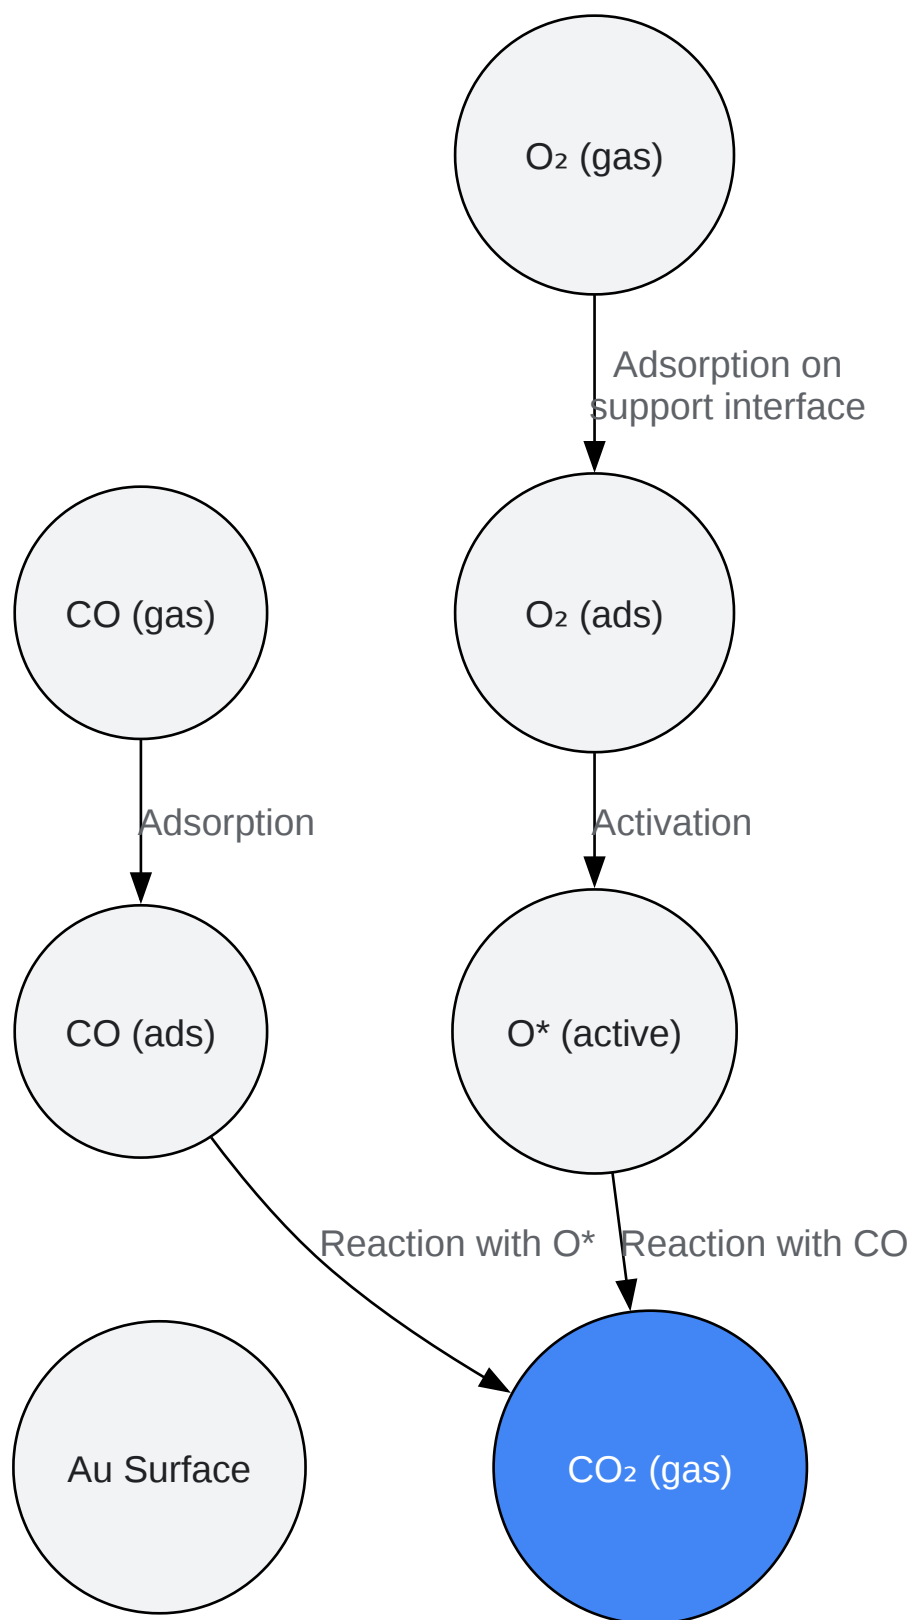 O₂ (gas)
Adsorption on
support interface
CO (gas)
O₂ (ads)
Adsorption
Activation
CO (ads)
O* (active)
Reaction with O*
Reaction with CO
Au Surface
CO₂ (gas)